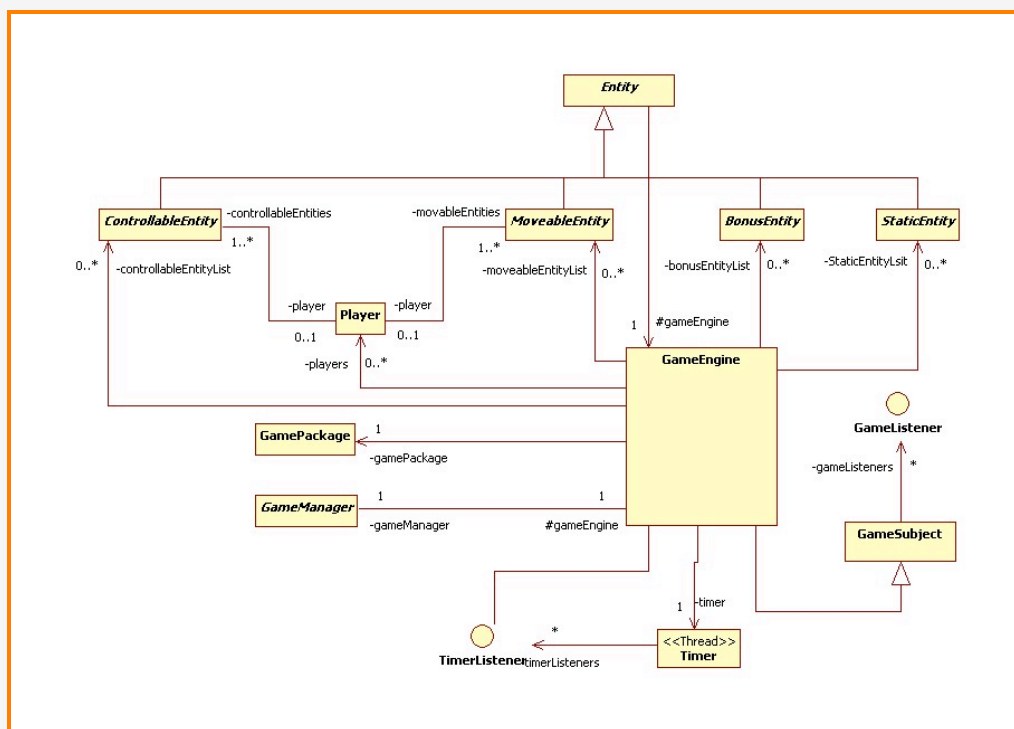 Entity
ControllableEntity
-controllableEntities
-movableEntities
MoveableEntity
BonusEntity
StaticEntity
1..*
1..*
0..*
-controllableEntityList
-moveableEntityList
0..*
-bonusEntityList
0..*
-StaticEntityLsit
0..*
-player
Player
-player
0..1
0..1
1
#gameEngine
-players
0..*
GameEngine
GameListener
GamePackage
1
-gamePackage
-gameListeners
*
GameManager
1
-gameManager
1
#gameEngine
GameSubject
-timer
1
*
<<Thread>>
Timer
TimerListener
timerListeners